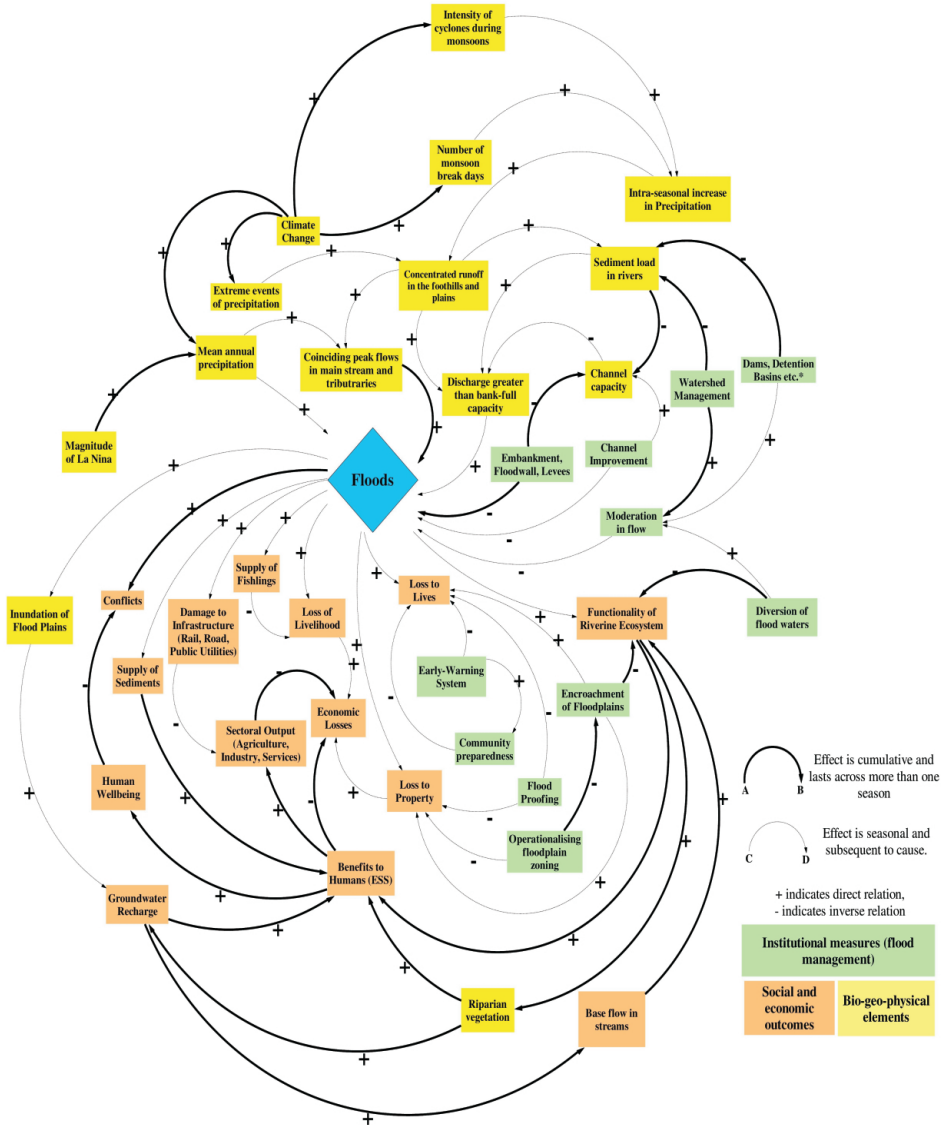 Intensity of
cyclones during
monsoons
+
+
+
Number of
monsoon
break days
+
Intra-seasonal increase
in Precipitation
Climate
Change
+
+
+
+
+
-
Extreme events
of precipitation
Concentrated runoff
in the foothills and
plains
Sediment load
in rivers
+
+
+
+
+
-
-
Mean annual
precipitation
Coinciding peak flows
in main stream and
tributraries
Discharge greater
than bank-full
capacity
-
Channel
capacity
Watershed
Management
Dams, Detention
Basins etc.*
+
+
+
-
+
+
Magnitude
of La Nina
Floods
Embankment,
Floodwall, Levees
Channel
Improvement
+
+
+
+
Moderation
in flow
-
-
-
+
+
+
+
+
+
+
+
+
Inundation of
Flood Plains
Conflicts
Damage to
Infrastructure
(Rail, Road,
Public Utilities)
Supply of
Fishlings
Loss of
Livelihood
Loss to
Lives
Functionality of
Riverine Ecosystem
Diversion of
flood waters
-
-
-
-
-
+
Supply of
Sediments
Early-Warning
System
+
Encroachment
of Floodplains
-
-
-
-
-
Sectoral Output
(Agriculture,
Industry, Services)
Economic
Losses
Community
preparedness
Human
Wellbeing
+
+
-
+
Loss to
Property
Flood
Proofing
-
-
Operationalising
floodplain
zoning
+
+
+
Benefits to
Humans (ESS)
Groundwater
Recharge
+
+
+
+
+
Riparian
vegetation
Base flow in
streams
+
+
A
B
Effect is cumulative and
lasts across more than one
season
C
D
Effect is seasonal and
subsequent to cause.
+ indicates direct relation,
- indicates inverse relation
Institutional measures (flood
management)
Social and
economic
outcomes
Bio-geo-physical
elements